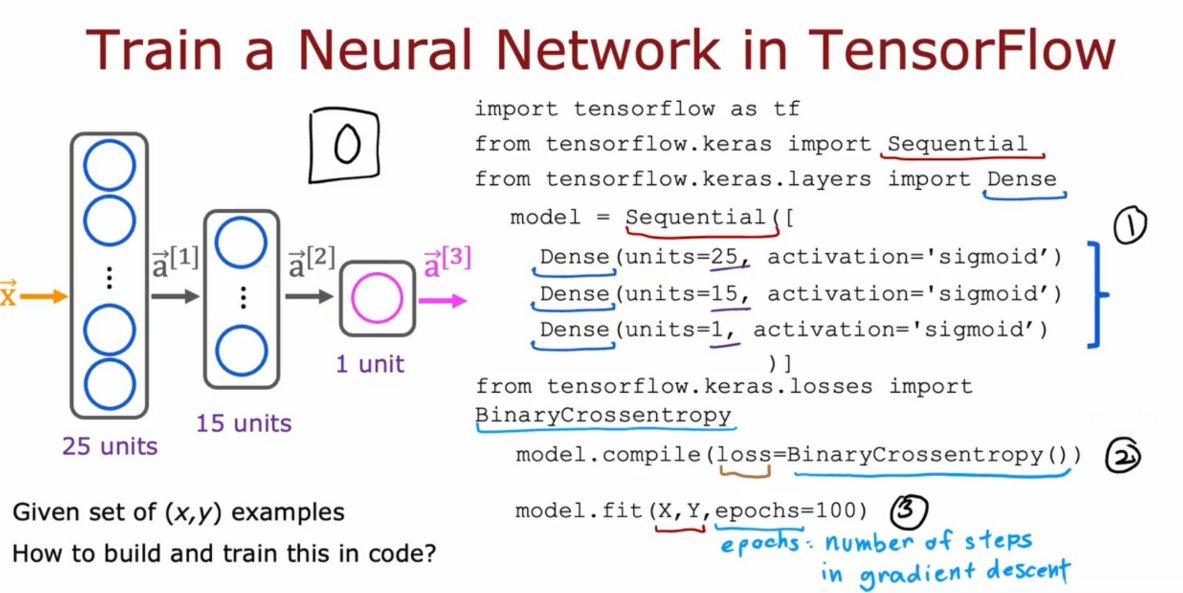 Train a Neural Network in TensorFlow
0
x
a[1]
a[2]
a[3]
25 units
15 units
1 unit
Given set of (x,y) examples
How to build and train this in code?
import tensorflow as tf
from tensorflow.keras import Sequential
from tensorflow.keras.layers import Dense
model = Sequential([
Dense(units=25, activation='sigmoid’)
Dense(units=15, activation='sigmoid’)
Dense(units=1, activation='sigmoid’)
)]
1
from tensorflow.keras.losses import
BinaryCrossentropy
model.compile(loss=BinaryCrossentropy())
2
model.fit(X,Y,epochs=100)
3
epochs: number of steps
in gradient descent